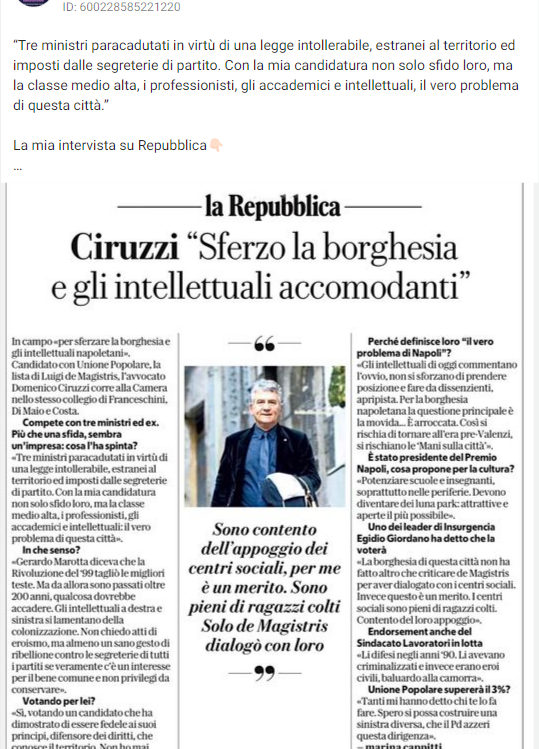 ID: 600228585221220
“Tre ministri paracadutati in virtù di una legge intollerabile, estranei al territorio ed
imposti dalle segreterie di partito. Con la mia candidatura non solo sfido loro, ma
la classe medio alta, i professionisti, gli accademici e intellettuali, il vero problema
di questa città.”
La mia intervista su Repubblica👇🏻
...
la Repubblica
Ciruzzi “Sferzo la borghesia
e gli intellettuali accomodanti”
In campo «per sferzare la borghesia e
gli intellettuali napoletani».
Candidato con Unione Popolare, la
lista di Luigi de Magistris, l'avvocato
Domenico Ciruzzi corre alla Camera
nello stesso collegio di Franceschini,
Di Maio e Costa.
Compete con tre ministri ed ex.
Più che una sfida, sembra
un'impresa: cosa l'ha spinta?
«Tre ministri paracadutati in virtù di
una legge intollerabile, estranei al
territorio ed imposti dalle segreterie
di partito. Con la mia candidatura
non solo sfido loro, ma la classe
medio alta, i professionisti, gli
accademici e intellettuali: il vero
problema di questa città».
In che senso?
«Gerardo Marotta diceva che la
Rivoluzione del '99 tagliò le migliori
teste. Ma da allora sono passati oltre
200 anni, qualcosa dovrebbe
accadere. Gli intellettuali a destra e
sinistra si lamentano della
colonizzazione. Non chiedo atti di
eroismo, ma almeno un sano gesto di
ribellione contro le segreterie di tutti
i partiti se veramente c'è un interesse
per il bene comune e non privilegi da
conservare».
Votando per lei?
«Sì, votando un candidato che ha
dimostrato di essere fedele ai suoi
principi, difensore dei diritti, che
conosce il territorio. Non ho mai
“
Sono contento
dell'appoggio dei
centri sociali, per me
è un merito. Sono
pieni di ragazzi colti
Solo de Magistris
dialogò con loro
”
Perché definisce loro “il vero
problema di Napoli”?
«Gli intellettuali di oggi commentano
l'ovvio, non si sforzano di prendere
posizione e fare da dissenzienti,
apripista. Per la borghesia
napoletana la questione principale è
la movida... È arroccata. Così si
rischia di tornare all'era pre-Valenzi,
si rischiano le 'Mani sulla città'».
È stato presidente del Premio
Napoli, cosa propone per la cultura?
«Potenziare scuole e insegnanti,
soprattutto nelle periferie. Devono
diventare dei luna park: attrattive e
aperte il più possibile».
Uno dei leader di Insurgencia
Egidio Giordano ha detto che la
voterà
«La borghesia di questa città non ha
fatto altro che criticare de Magistris
per aver dialogato con i centri sociali.
Invece questo è un merito. I centri
sociali sono pieni di ragazzi colti.
Contento del loro appoggio».
Endorsement anche del
Sindacato Lavoratori in lotta
«Li difesi negli anni '90. Li avevano
criminalizzati e invece erano eroi
civili, baluardo alla camorra».
Unione Popolare supererà il 3%?
«Tanti mi hanno detto chi te lo fa
fare. Spero si possa costruire una
sinistra diversa, che il Pd azzeri
questa dirigenza».
– marina cappitti